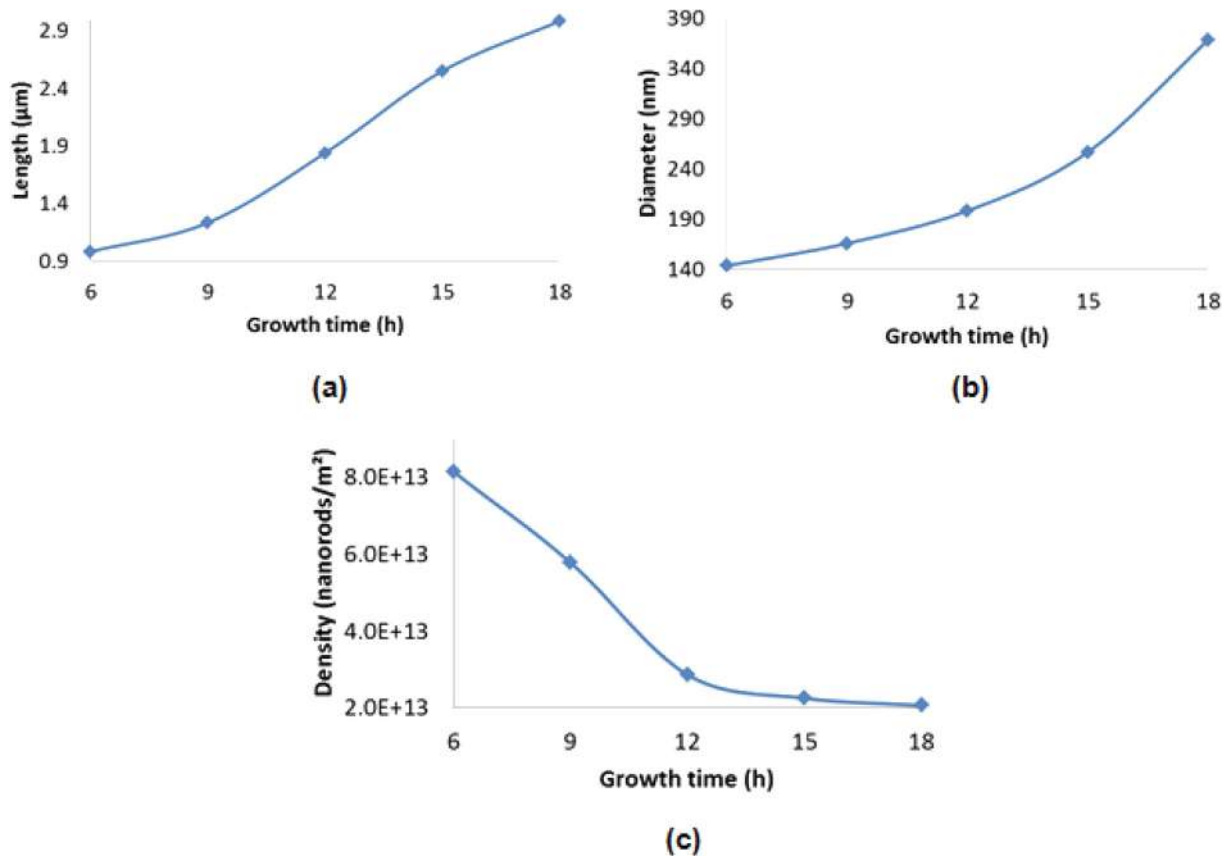 2.9
2.4
1.9
1.4
0.9
Length (µm)
6 9 12 15 18
Growth time (h)
(a)
390
340
290
240
190
140
Diameter (nm)
6 9 12 15 18
Growth time (h)
(b)
8.0E+13
6.0E+13
4.0E+13
2.0E+13
Density (nanorods/m²)
6 9 12 15 18
Growth time (h)
(c)